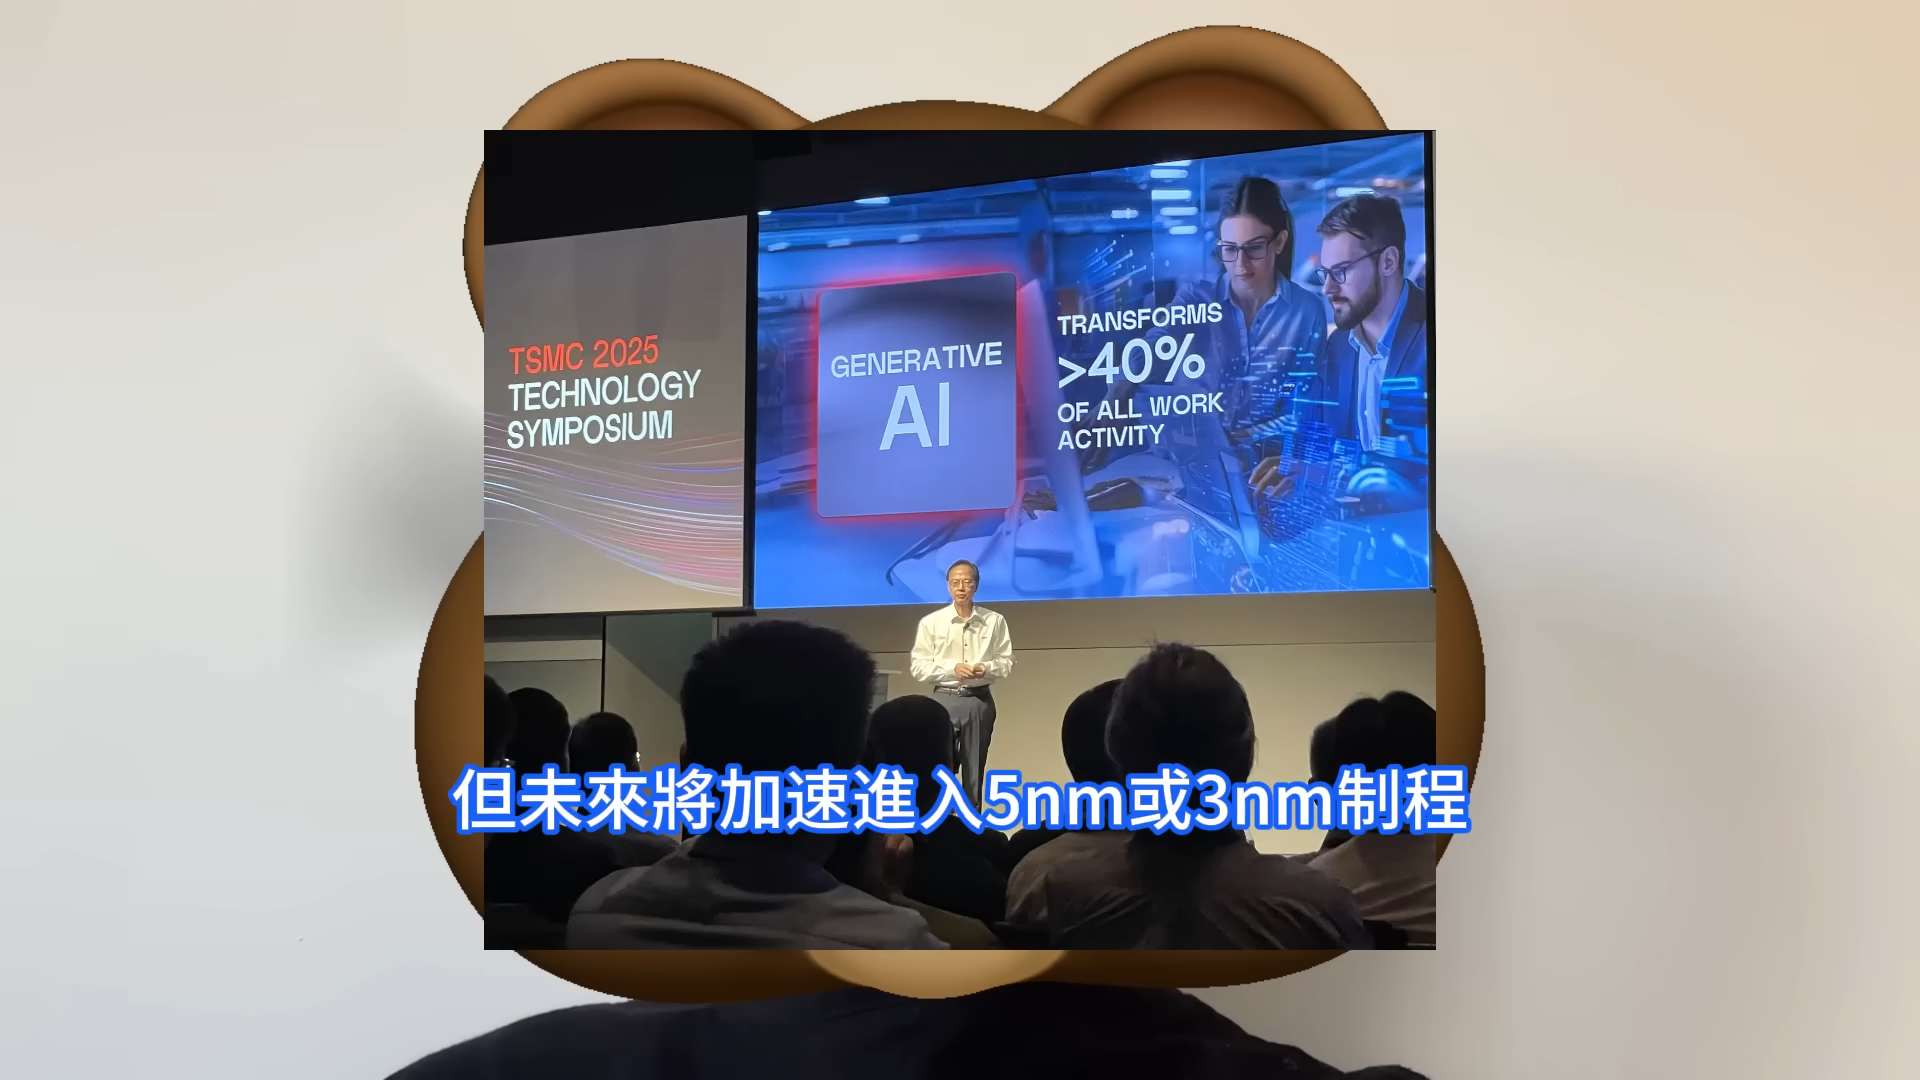 TSMC 2025
TECHNOLOGY
SYMPOSIUM
GENERATIVE
AI
TRANSFORMS
>40%
OF ALL WORK
ACTIVITY
但未來將加速進入5nm或3nm制程